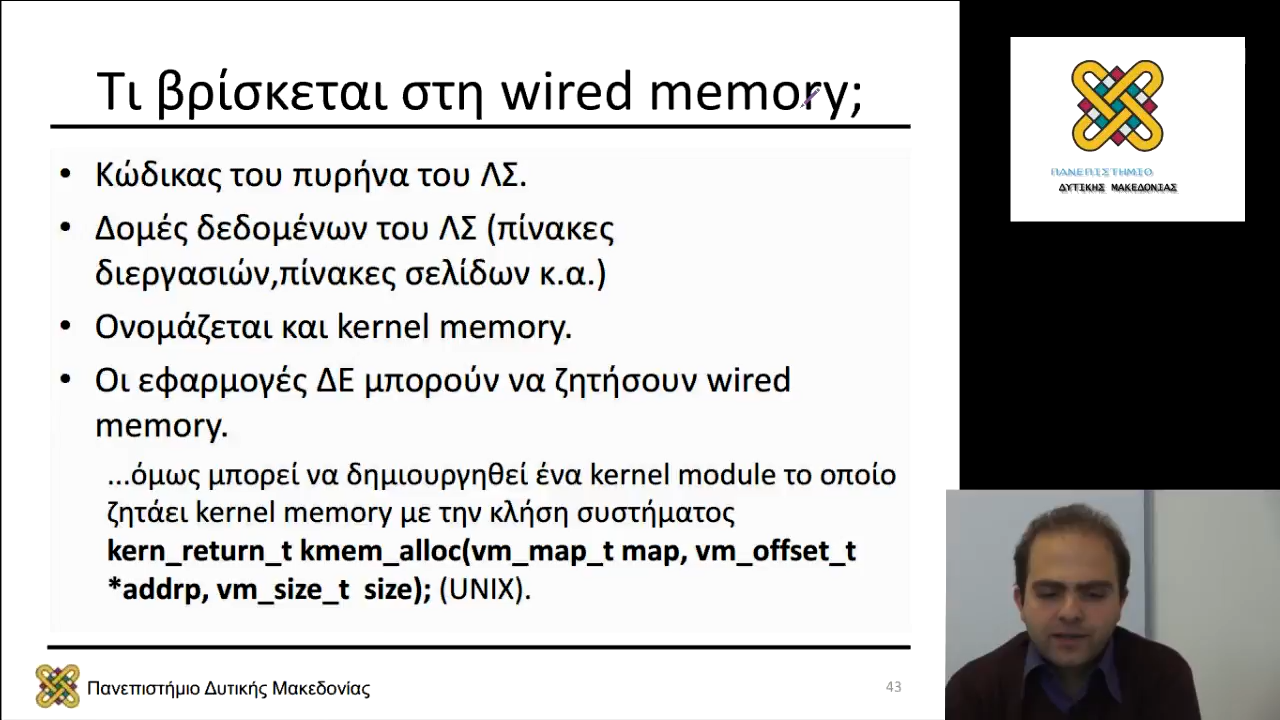 Τι βρίσκεται στη wired memory;
• Κώδικας του πυρήνα του ΛΣ.
• Δομές δεδομένων του ΛΣ (πίνακες
διεργασιών,πίνακες σελίδων κ.α.)
• Ονομάζεται και kernel memory.
• Οι εφαρμογές ΔΕ μπορούν να ζητήσουν wired
memory.
...όμως μπορεί να δημιουργηθεί ένα kernel module το οποίο
ζητάει kernel memory με την κλήση συστήματος
kern_return_t kmem_alloc(vm_map_t map, vm_offset_t
*addrp, vm_size_t size); (UNIX).
Πανεπιστήμιο Δυτικής Μακεδονίας
43
ΠΑΝΕΠΙΣΤΗΜΙΟ
ΔΥΤΙΚΗΣ ΜΑΚΕΔΟΝΙΑΣ